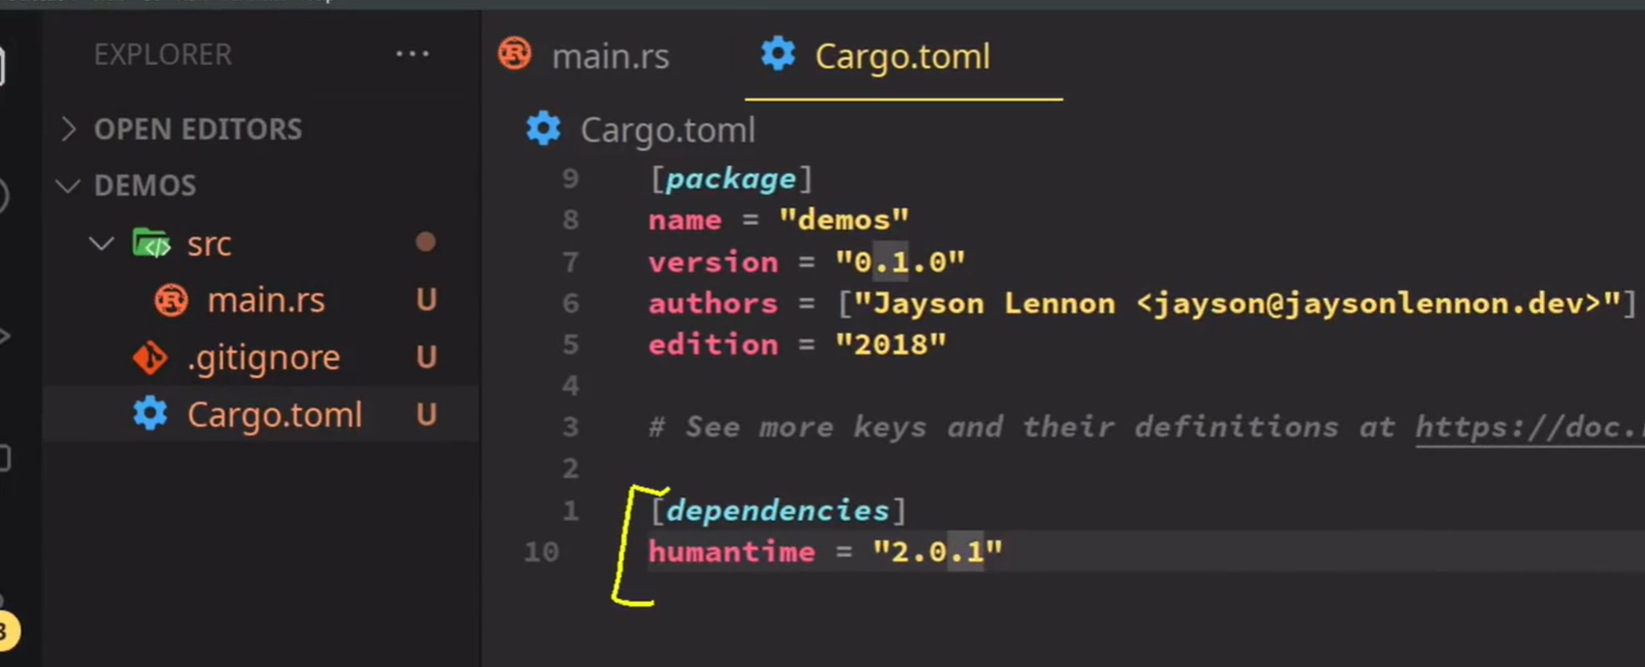 EXPLORER ...
main.rs
Cargo.toml
OPEN EDITORS
Cargo.toml
DEMOS
src
main.rs U
.gitignore U
Cargo.toml U
9 [package]
8 name = "demos"
7 version = "0.1.0"
6 authors = ["Jayson Lennon <jayson@jaysonlennon.dev>"]
5 edition = "2018"
4
3 # See more keys and their definitions at https://doc.
2
1 [dependencies]
10 humantime = "2.0.1"
3